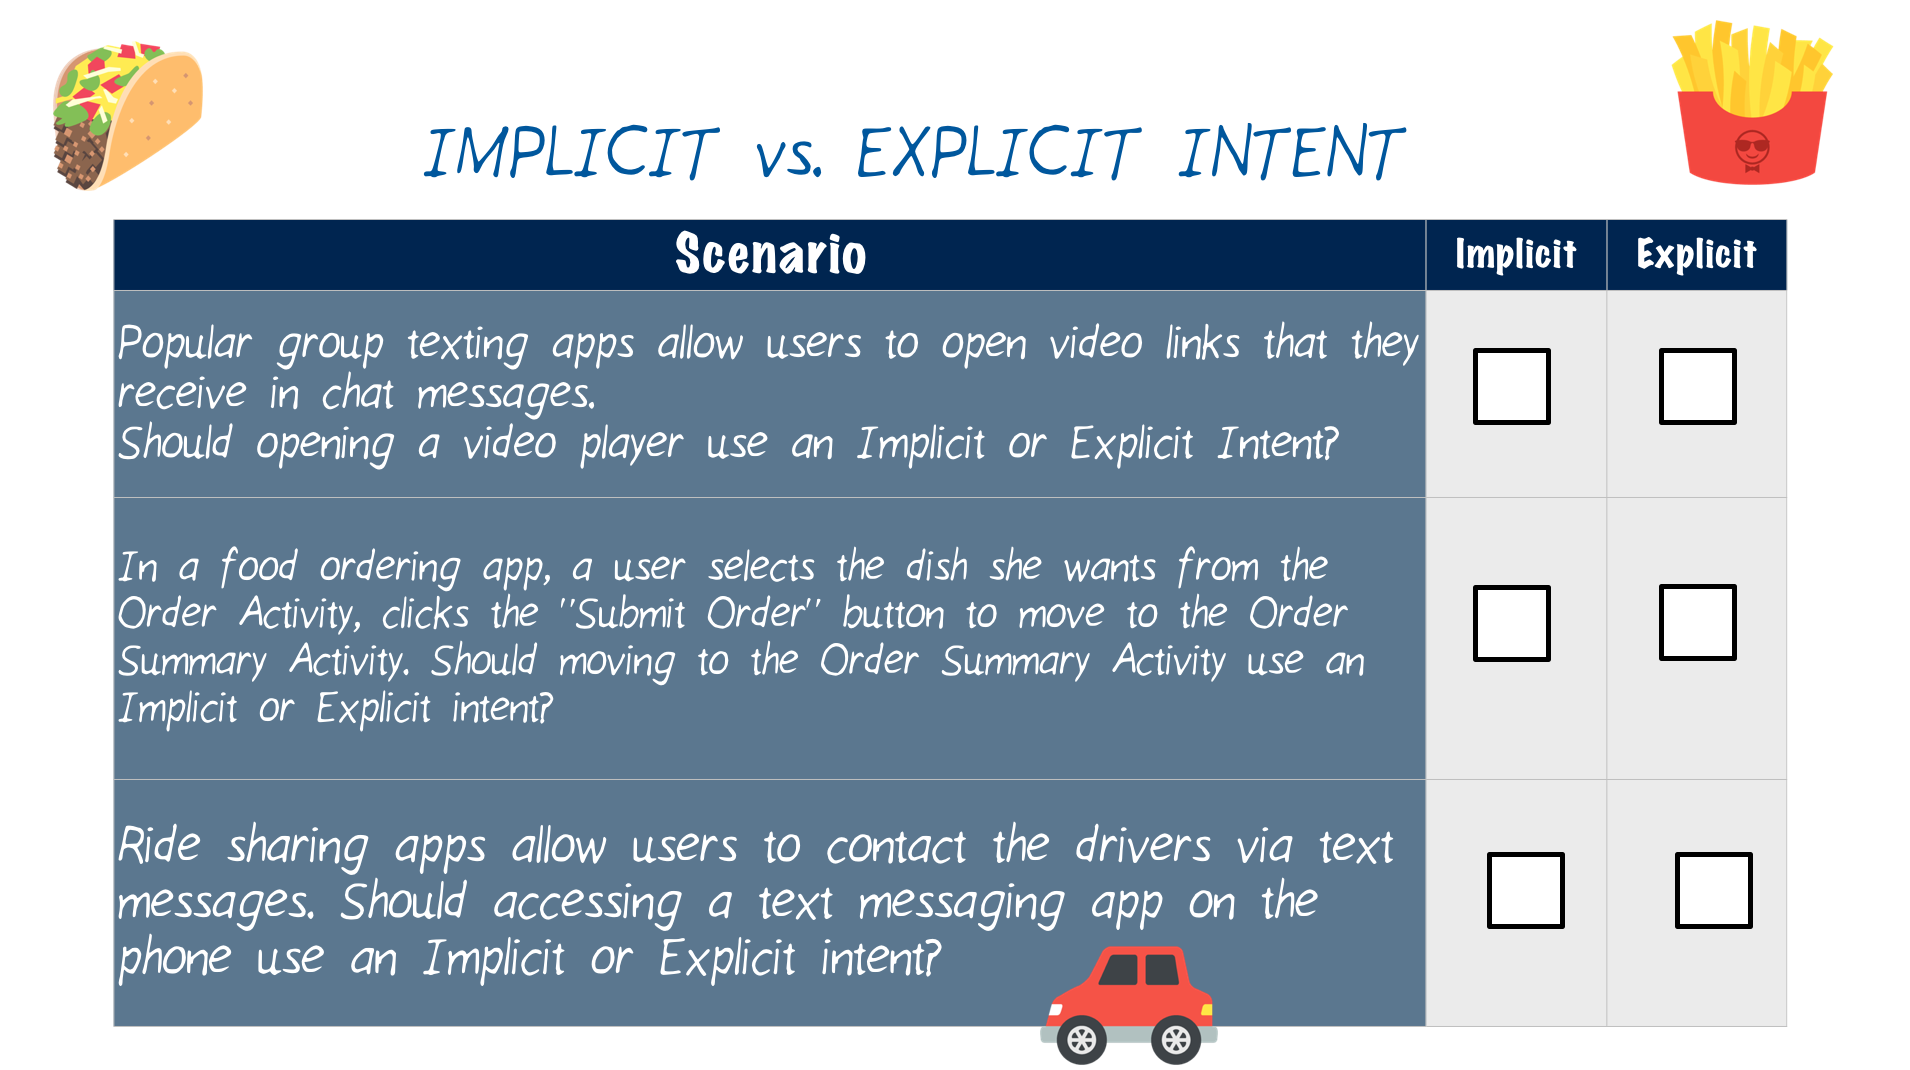 IMPLICIT vs. EXPLICIT INTENT
Scenario
Implicit
Explicit
Popular group texting apps allow users to open video links that they
receive in chat messages.
Should opening a video player use an Implicit or Explicit Intent?
In a food ordering app, a user selects the dish she wants from the
Order Activity, clicks the "Submit Order" button to move to the Order
Summary Activity. Should moving to the Order Summary Activity use an
Implicit or Explicit intent?
Ride sharing apps allow users to contact the drivers via text
messages. Should accessing a text messaging app on the
phone use an Implicit or Explicit intent?